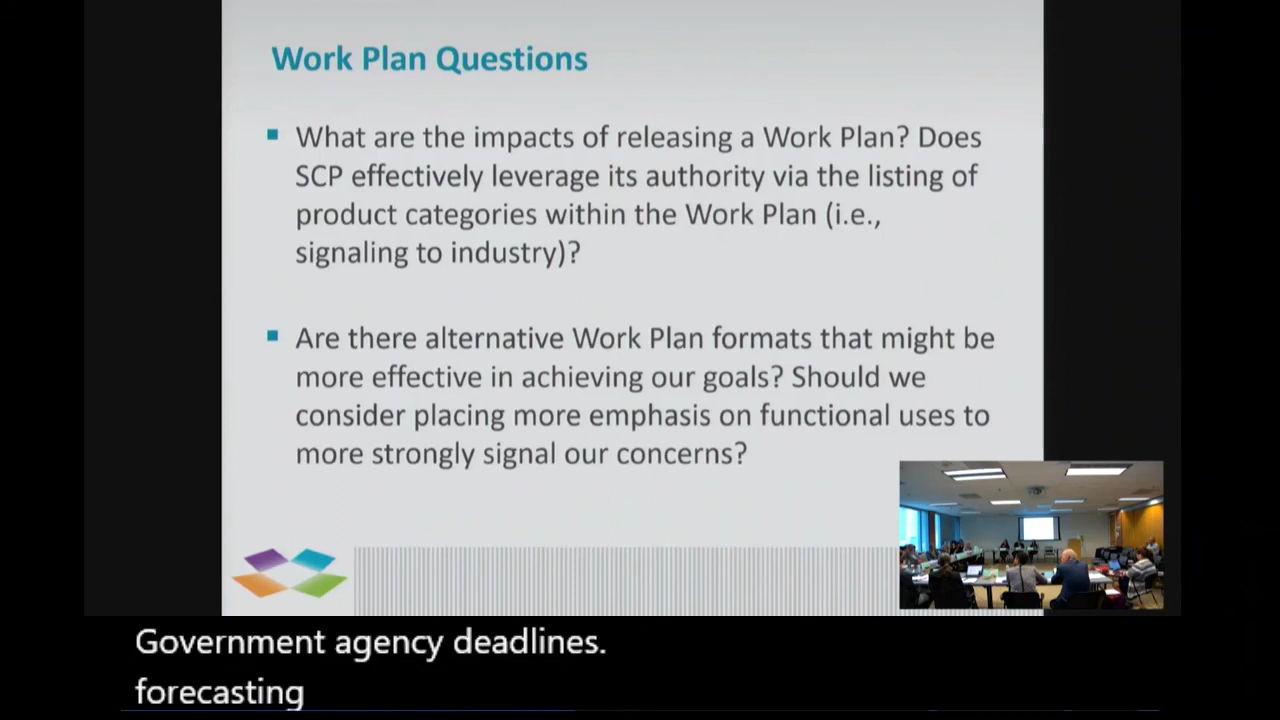 Work Plan Questions
What are the impacts of releasing a Work Plan? Does
SCP effectively leverage its authority via the listing of
product categories within the Work Plan (i.e.,
signaling to industry)?
Are there alternative Work Plan formats that might be
more effective in achieving our goals? Should we
consider placing more emphasis on functional uses to
more strongly signal our concerns?
Government agency deadlines.
forecasting